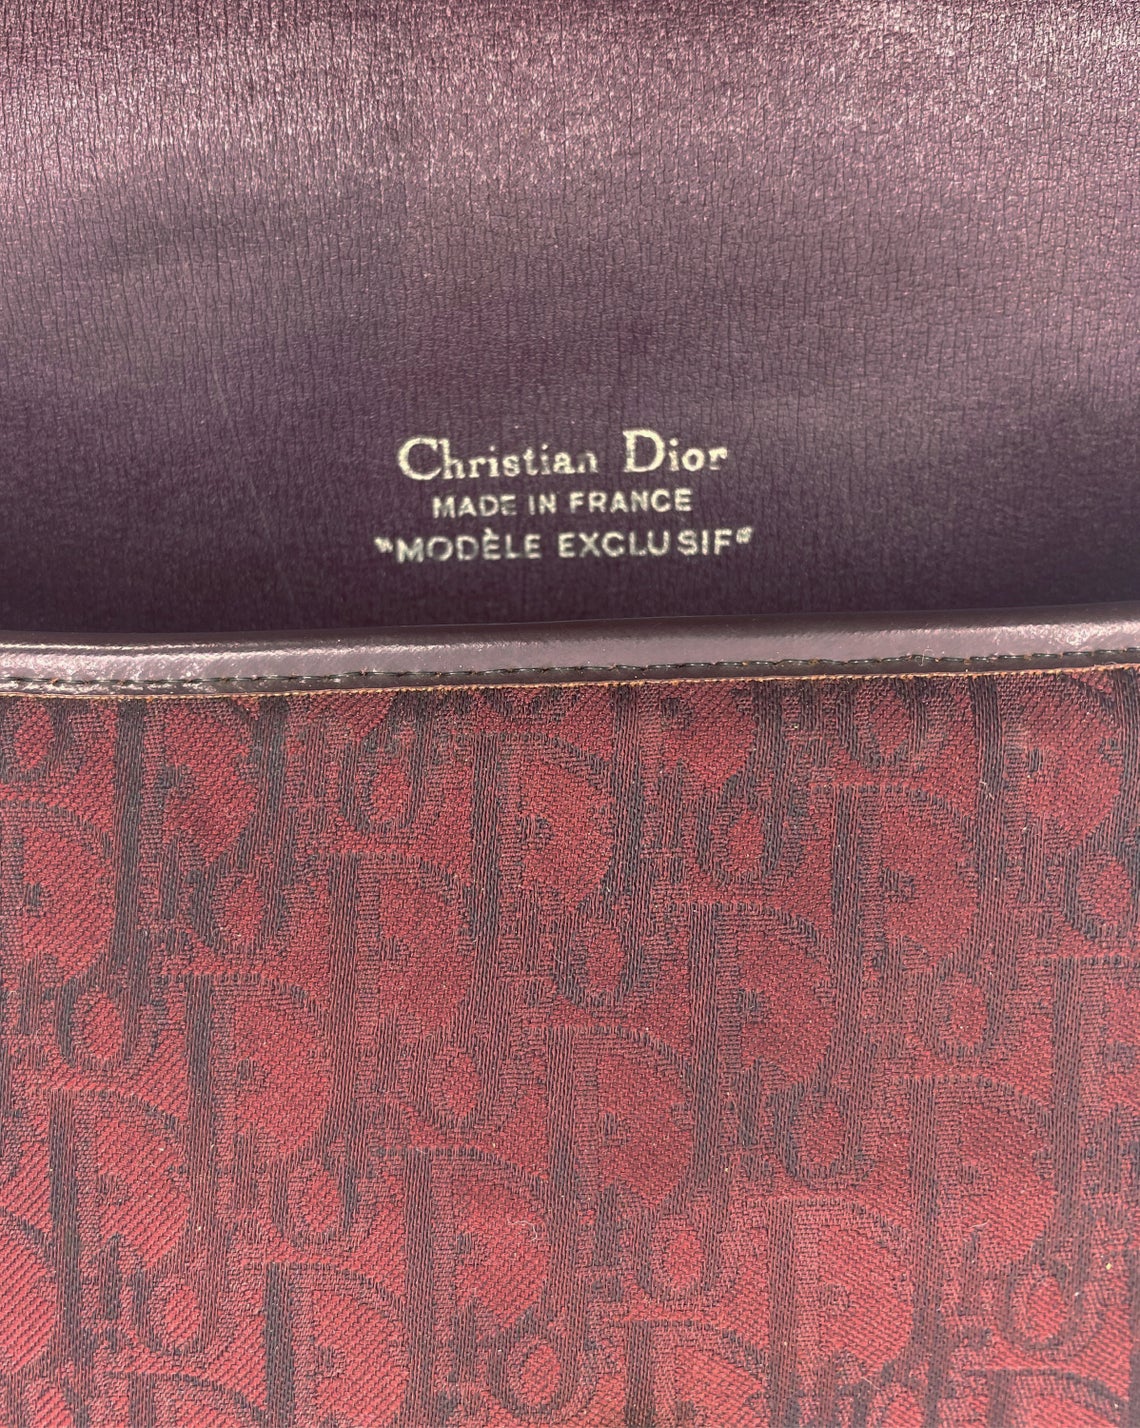 Christian Dior
MADE IN FRANCE
"MODÈLE EXCLUSIF"